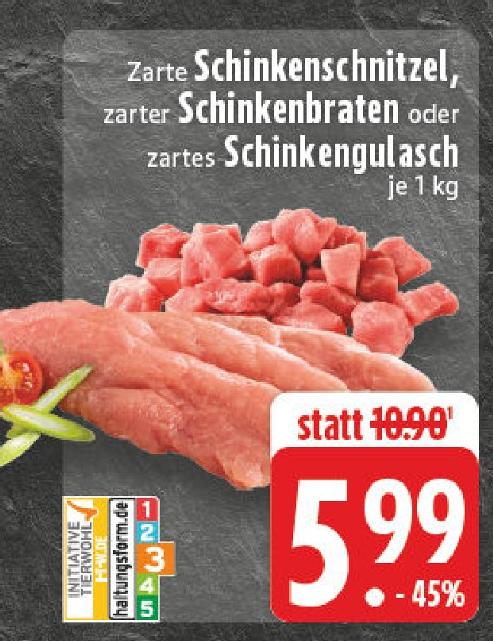 Zarte Schinkenschnitzel,
zarter Schinkenbraten oder
zartes Schinkengulasch
je 1 kg
statt 10.90¹
5.99
- 45%
INITIATIVE
TIERWOHL
haltungsform.de
1
2
3
4
5